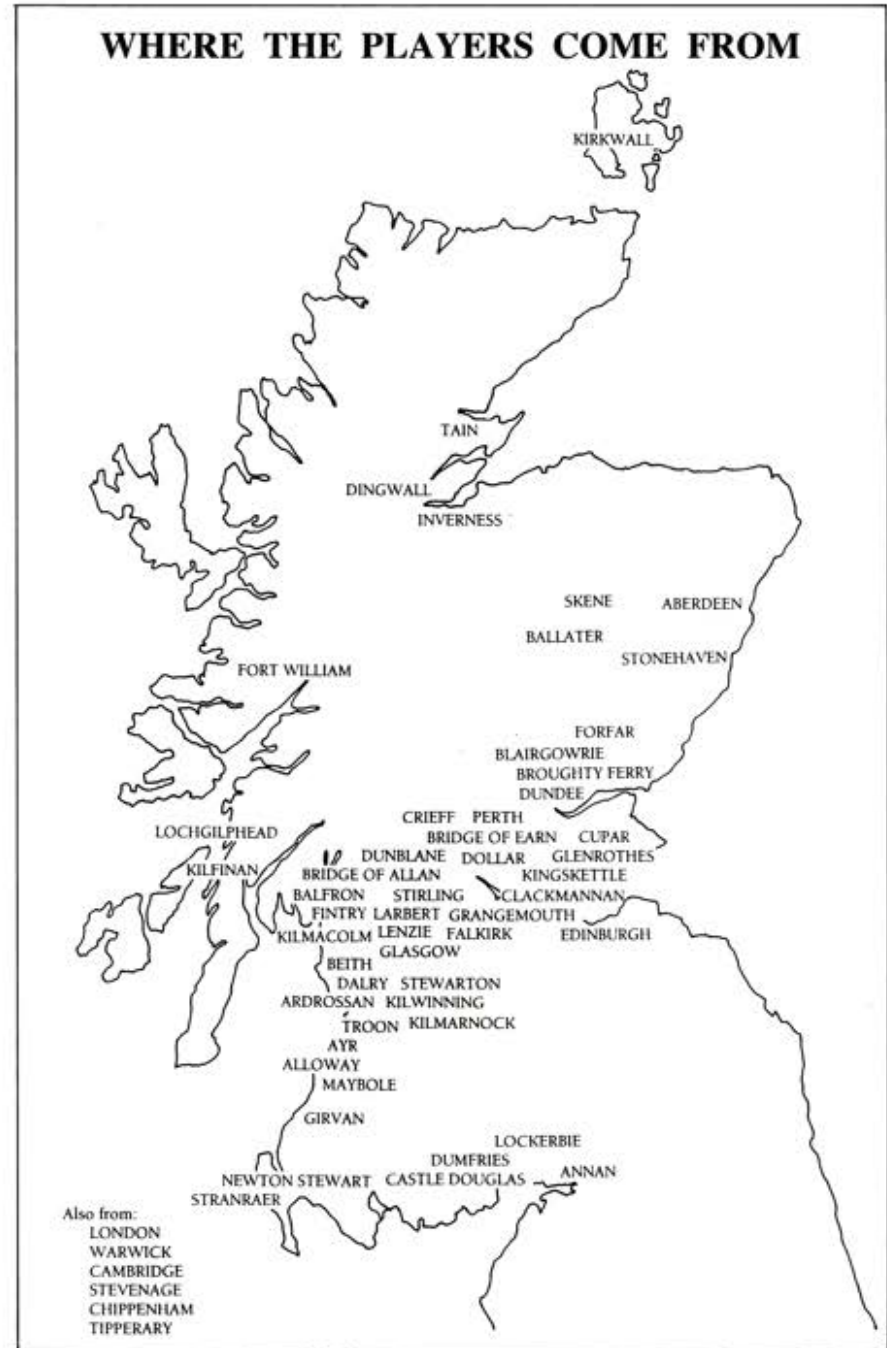 WHERE THE PLAYERS COME FROM
KIRKWALL
TAIN
DINGWALL
INVERNESS
SKENE ABERDEEN
BALLATER
STONEHAVEN
FORT WILLIAM
FORFAR
BLAIRGOWRIE
BROUGHTY FERRY
DUNDEE
CRIEFF PERTH
LOCHGILPHEAD BRIDGE OF EARN CUPAR
DUNBLANE DOLLAR GLENROTHES
KILFINAN BRIDGE OF ALLAN KINGSKETTLE
BALFRON STIRLING CLACKMANNAN
FINTRY LARBERT GRANGEMOUTH
KILMACOLM LENZIE FALKIRK EDINBURGH
GLASGOW
BEITH
DALRY STEWARTON
ARDROSSAN KILWINNING
TROON KILMARNOCK
AYR
ALLOWAY
MAYBOLE
GIRVAN
LOCKERBIE
DUMFRIES
NEWTON STEWART CASTLE DOUGLAS ANNAN
STRANRAER
Also from:
LONDON
WARWICK
CAMBRIDGE
STEVENAGE
CHIPPENHAM
TIPPERARY